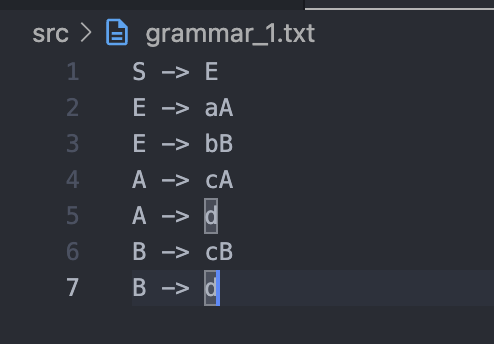 src > grammar_1.txt
1 S -> E
2 E -> aA
3 E -> bB
4 A -> cA
5 A -> d
6 B -> cB
7 B -> d